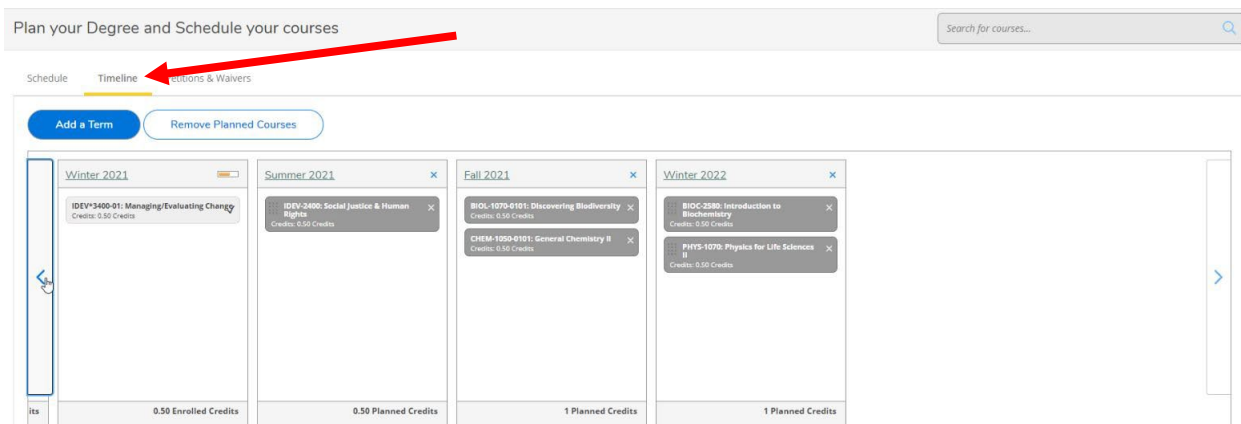 Plan your Degree and Schedule your courses
Search for courses...
Schedule Timeline & Waivers
Add a Term Remove Planned Courses
Winter 2021
IDEV*3400-01: Managing/Evaluating Change
Credits: 0.50 Credits
0.50 Enrolled Credits
Summer 2021
IDEV-2400: Social Justice & Human
Rights
Credits: 0.50 Credits
0.50 Planned Credits
Fall 2021
BIOL-1070-0101: Discovering Biodiversity
Credits: 0.50 Credits
CHEM-1050-0101: General Chemistry II
Credits: 0.50 Credits
1 Planned Credits
Winter 2022
BIOC-2580: Introduction to
Biochemistry
Credits: 0.50 Credits
PHYS-1070: Physics for Life Sciences
II
Credits: 0.50 Credits
1 Planned Credits